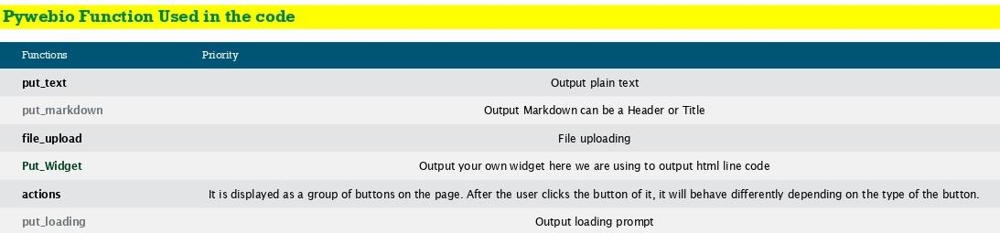 Pywebio Function Used in the code
Functions Priority
put_text Output plain text
put_markdown Output Markdown can be a Header or Title
file_upload File uploading
Put_Widget Output your own widget here we are using to output html line code
actions It is displayed as a group of buttons on the page. After the user clicks the button of it, it will behave differently depending on the type of the button.
put_loading Output loading prompt